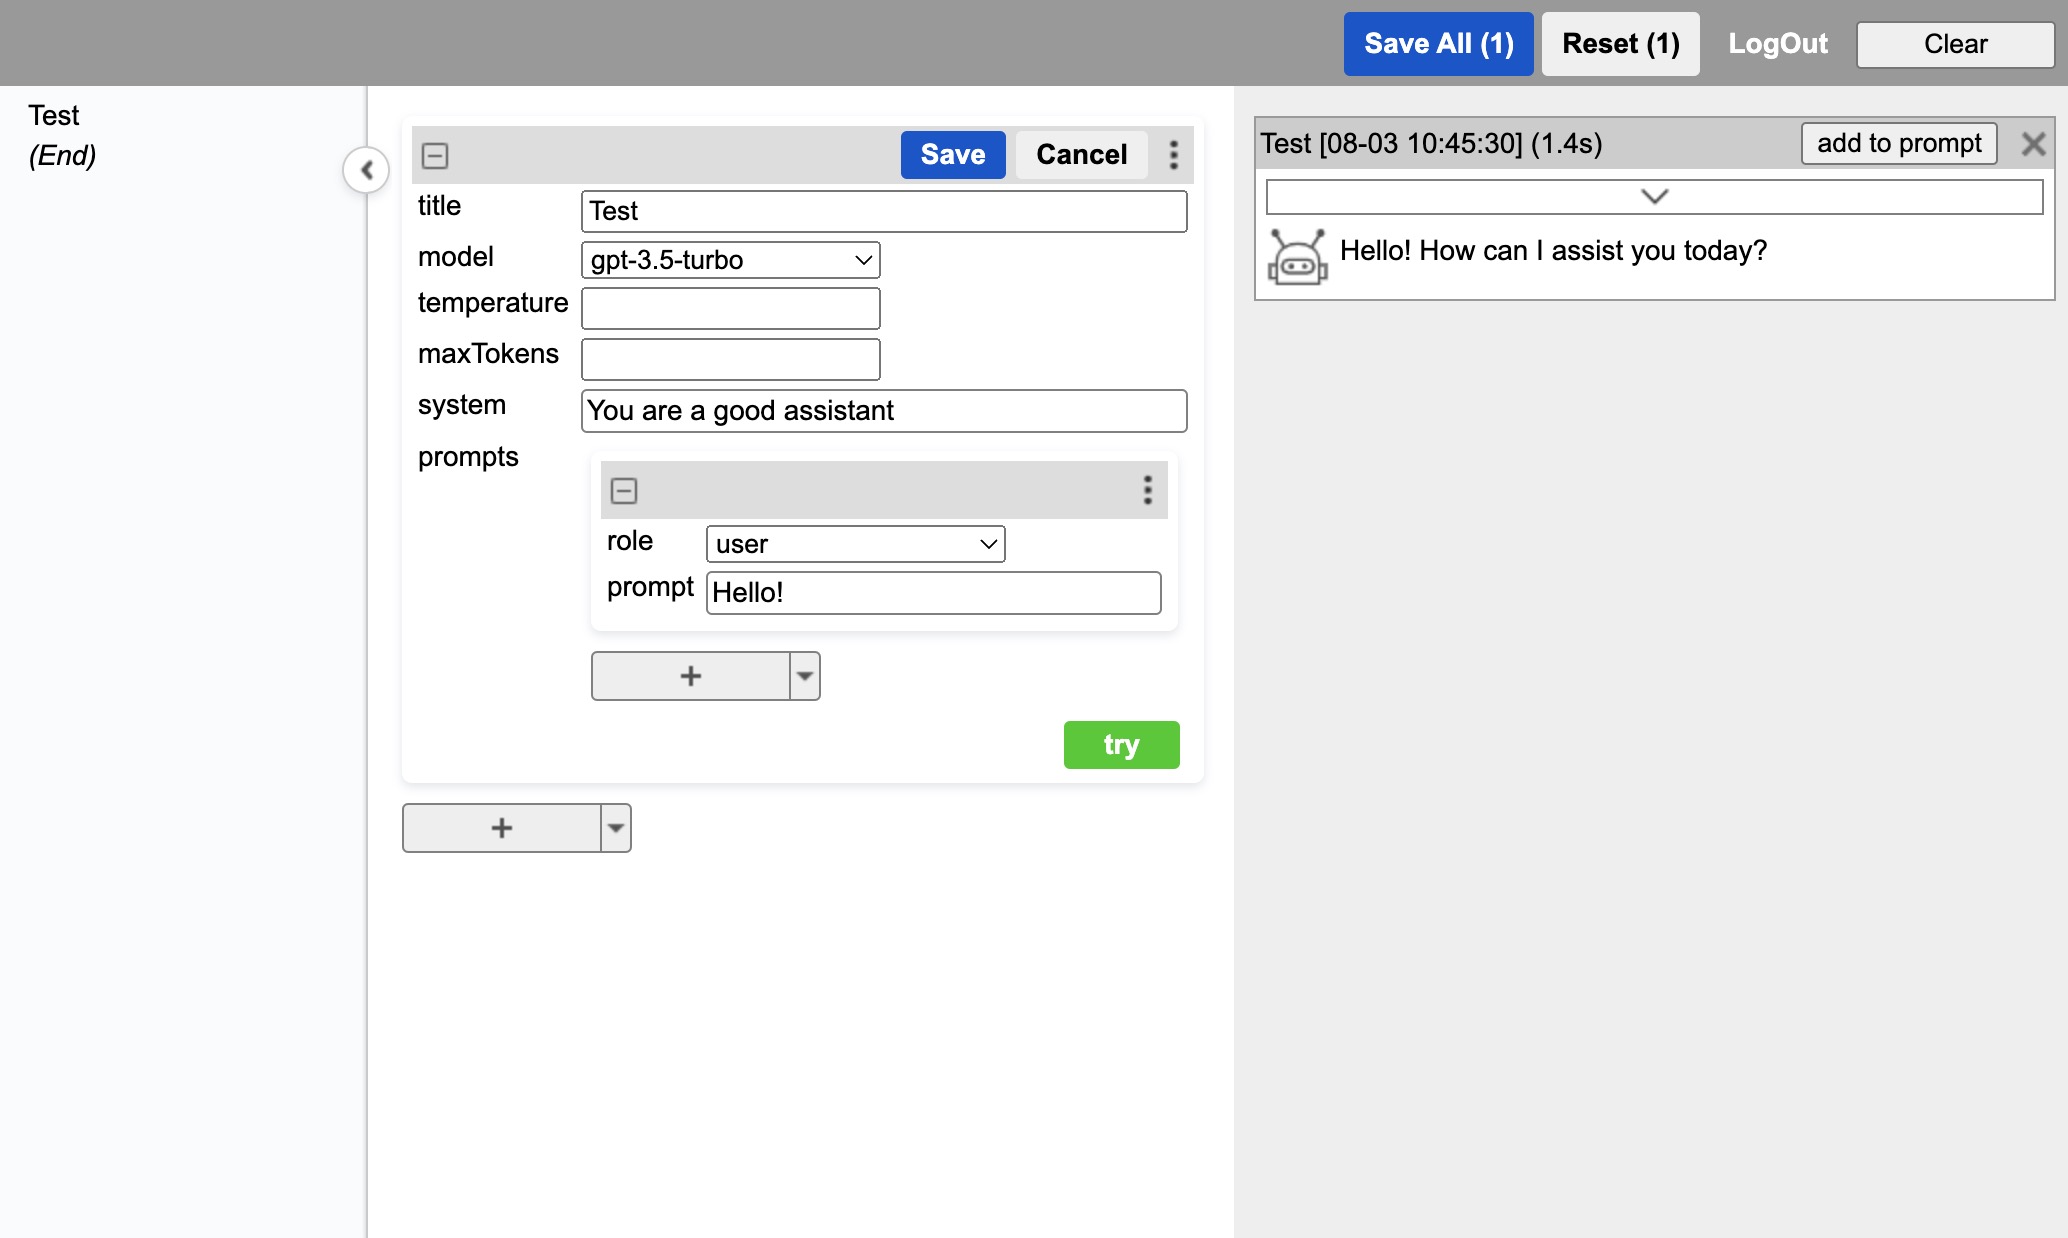 Save All (1) Reset (1) LogOut Clear
Test
(End)
Save Cancel
title Test
model gpt-3.5-turbo
temperature
maxTokens
system You are a good assistant
prompts
role user
prompt Hello!
+
try
+
Test [08-03 10:45:30] (1.4s) add to prompt
Hello! How can I assist you today?